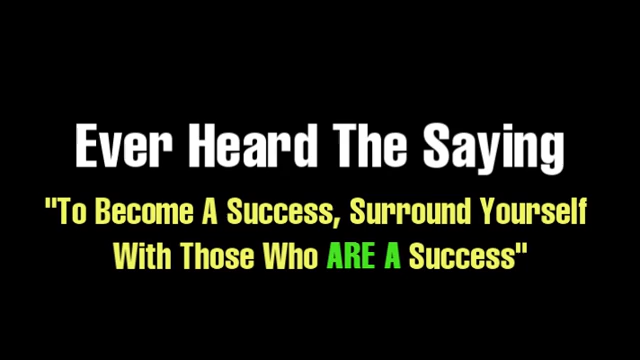 Ever Heard The Saying
"To Become A Success, Surround Yourself
With Those Who ARE A Success"